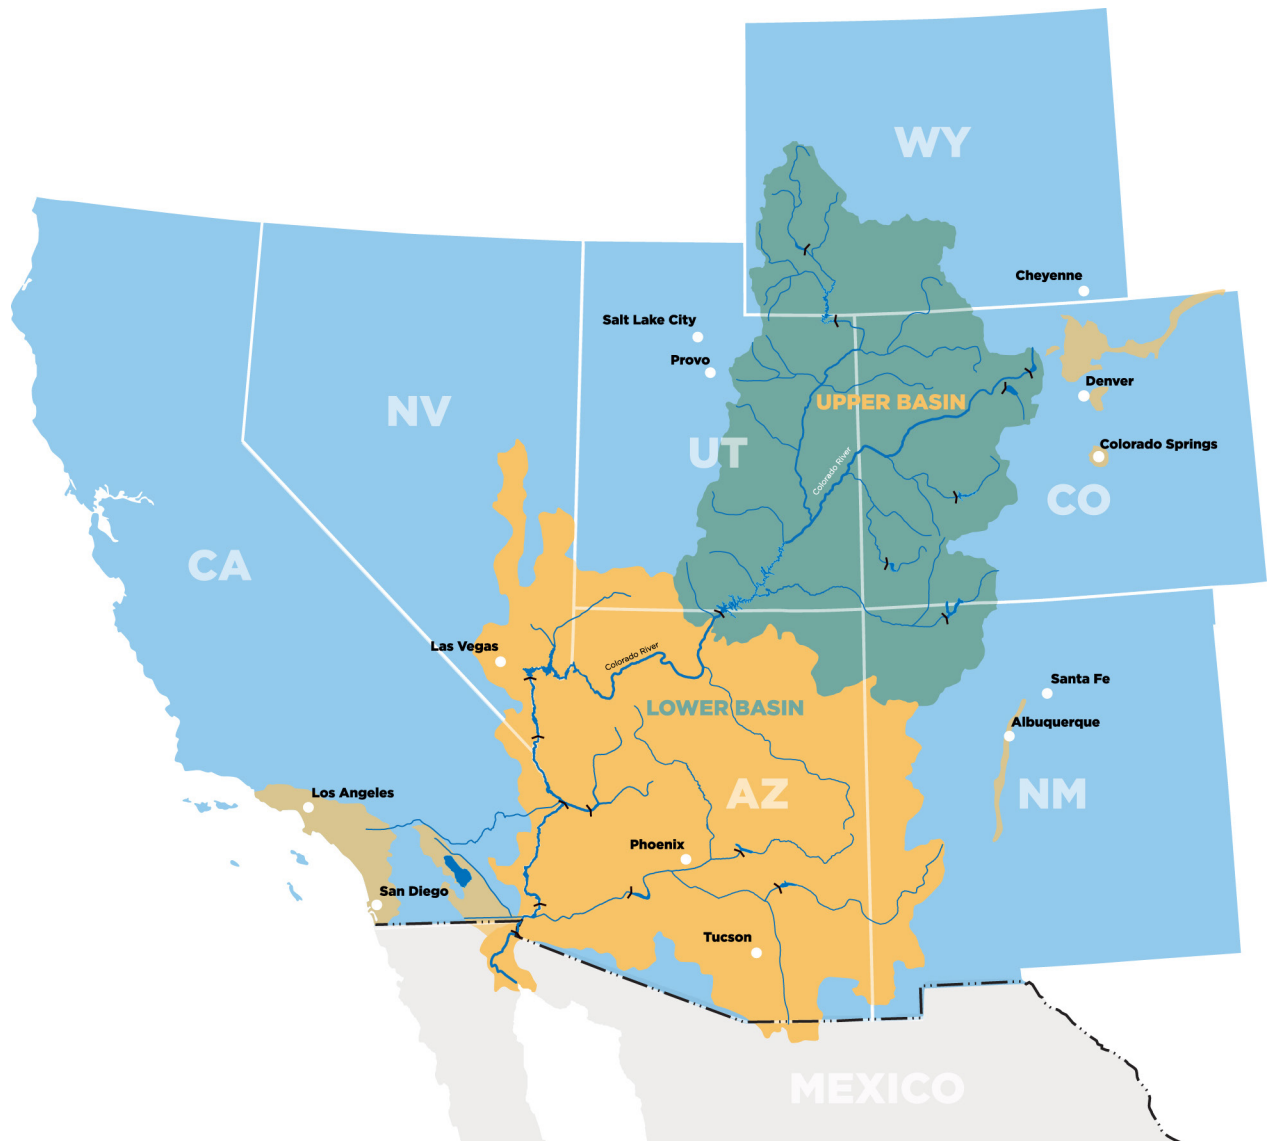 WY
Cheyenne
Salt Lake City
Provo
Denver
UPPER BASIN
NV
Colorado Springs
UT
Colorado River
CO
CA
Las Vegas
Colorado River
Santa Fe
LOWER BASIN
Albuquerque
Los Angeles
AZ
NM
Phoenix
San Diego
Tucson
MEXICO